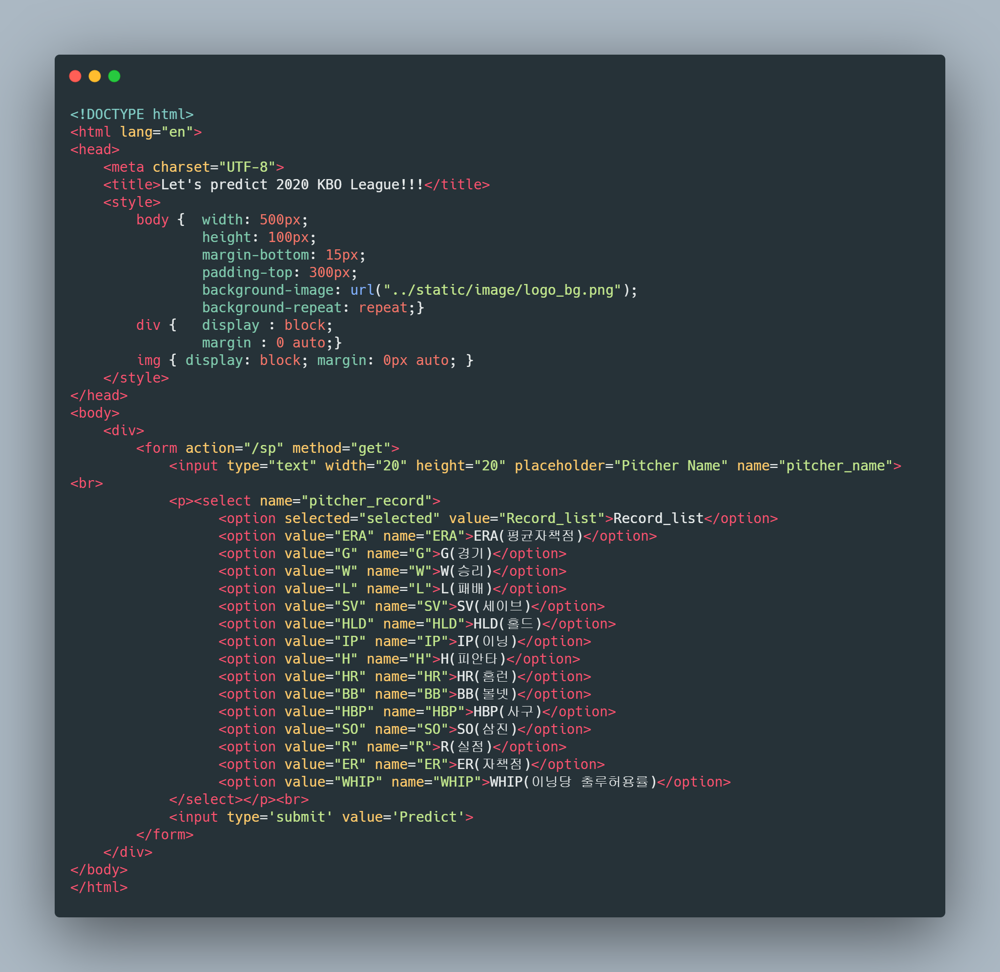 <!DOCTYPE html>
<html lang="en">
<head>
    <meta charset="UTF-8">
    <title>Let's predict 2020 KBO League!!!</title>
    <style>
        body {  width: 500px;
                height: 100px;
                margin-bottom: 15px;
                padding-top: 300px;
                background-image: url("../static/image/logo_bg.png");
                background-repeat: repeat;}
        div {   display : block;
                margin : 0 auto;}
        img { display: block; margin: 0px auto; }
    </style>
</head>
<body>
    <div>
        <form action="/sp" method="get">
            <input type="text" width="20" height="20" placeholder="Pitcher Name" name="pitcher_name">
<br>
            <p><select name="pitcher_record">
                  <option selected="selected" value="Record_list">Record_list</option>
                  <option value="ERA" name="ERA">ERA(평균자책점)</option>
                  <option value="G" name="G">G(경기)</option>
                  <option value="W" name="W">W(승리)</option>
                  <option value="L" name="L">L(패배)</option>
                  <option value="SV" name="SV">SV(세이브)</option>
                  <option value="HLD" name="HLD">HLD(홀드)</option>
                  <option value="IP" name="IP">IP(이닝)</option>
                  <option value="H" name="H">H(피안타)</option>
                  <option value="HR" name="HR">HR(홈런)</option>
                  <option value="BB" name="BB">BB(볼넷)</option>
                  <option value="HBP" name="HBP">HBP(사구)</option>
                  <option value="SO" name="SO">SO(삼진)</option>
                  <option value="R" name="R">R(실점)</option>
                  <option value="ER" name="ER">ER(자책점)</option>
                  <option value="WHIP" name="WHIP">WHIP(이닝당 출루허용률)</option>
            </select></p><br>
            <input type='submit' value='Predict'>
        </form>
    </div>
</body>
</html>